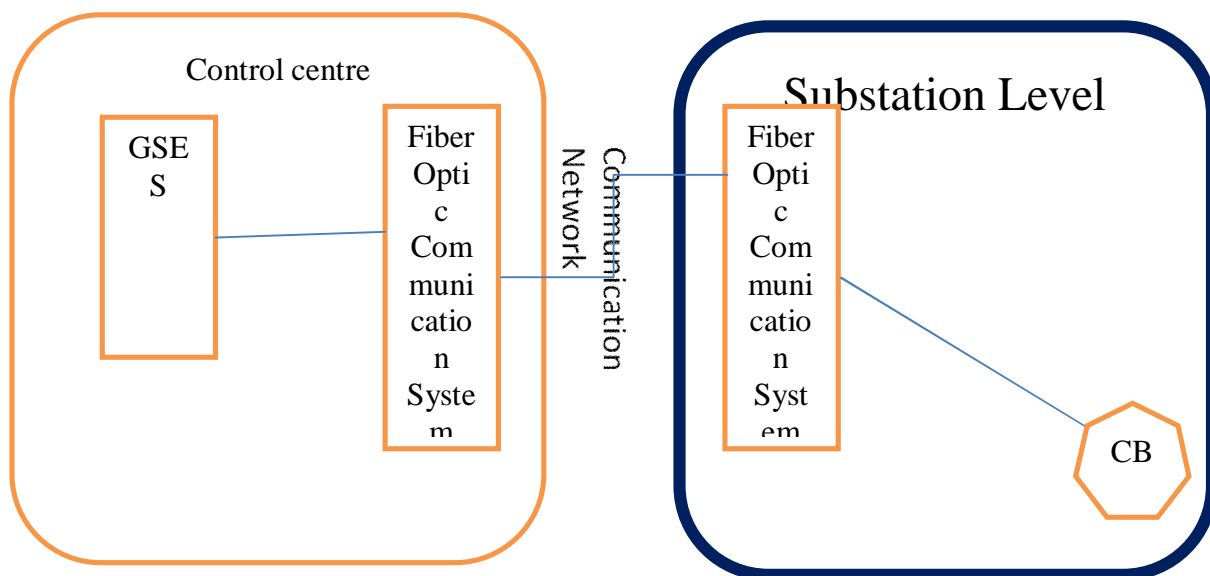 Control centre
GSE
S
Fiber
Opti
c
Com
muni
catio
n
Syste
m
Communication
Network
Substation Level
Fiber
Opti
c
Com
muni
catio
n
Syst
em
CB